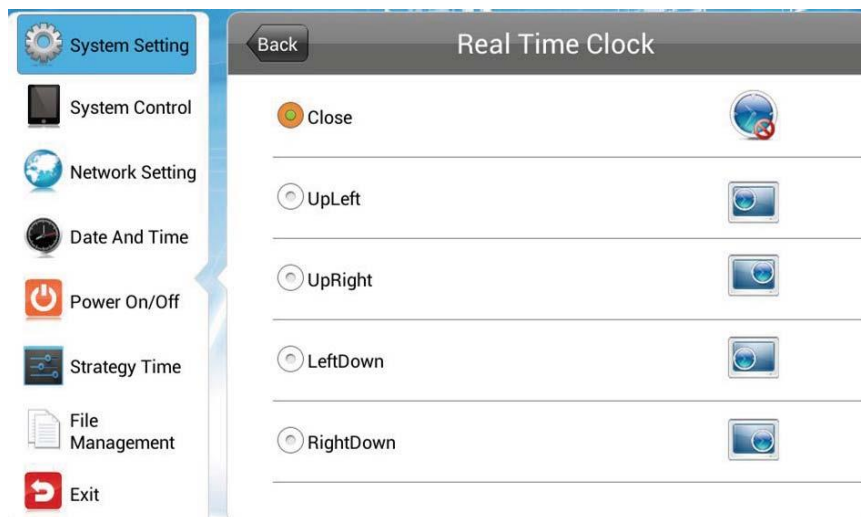 System Setting
System Control
Network Setting
Date And Time
Power On/Off
Strategy Time
File
Management
Exit
Back
Real Time Clock
Close
UpLeft
UpRight
LeftDown
RightDown